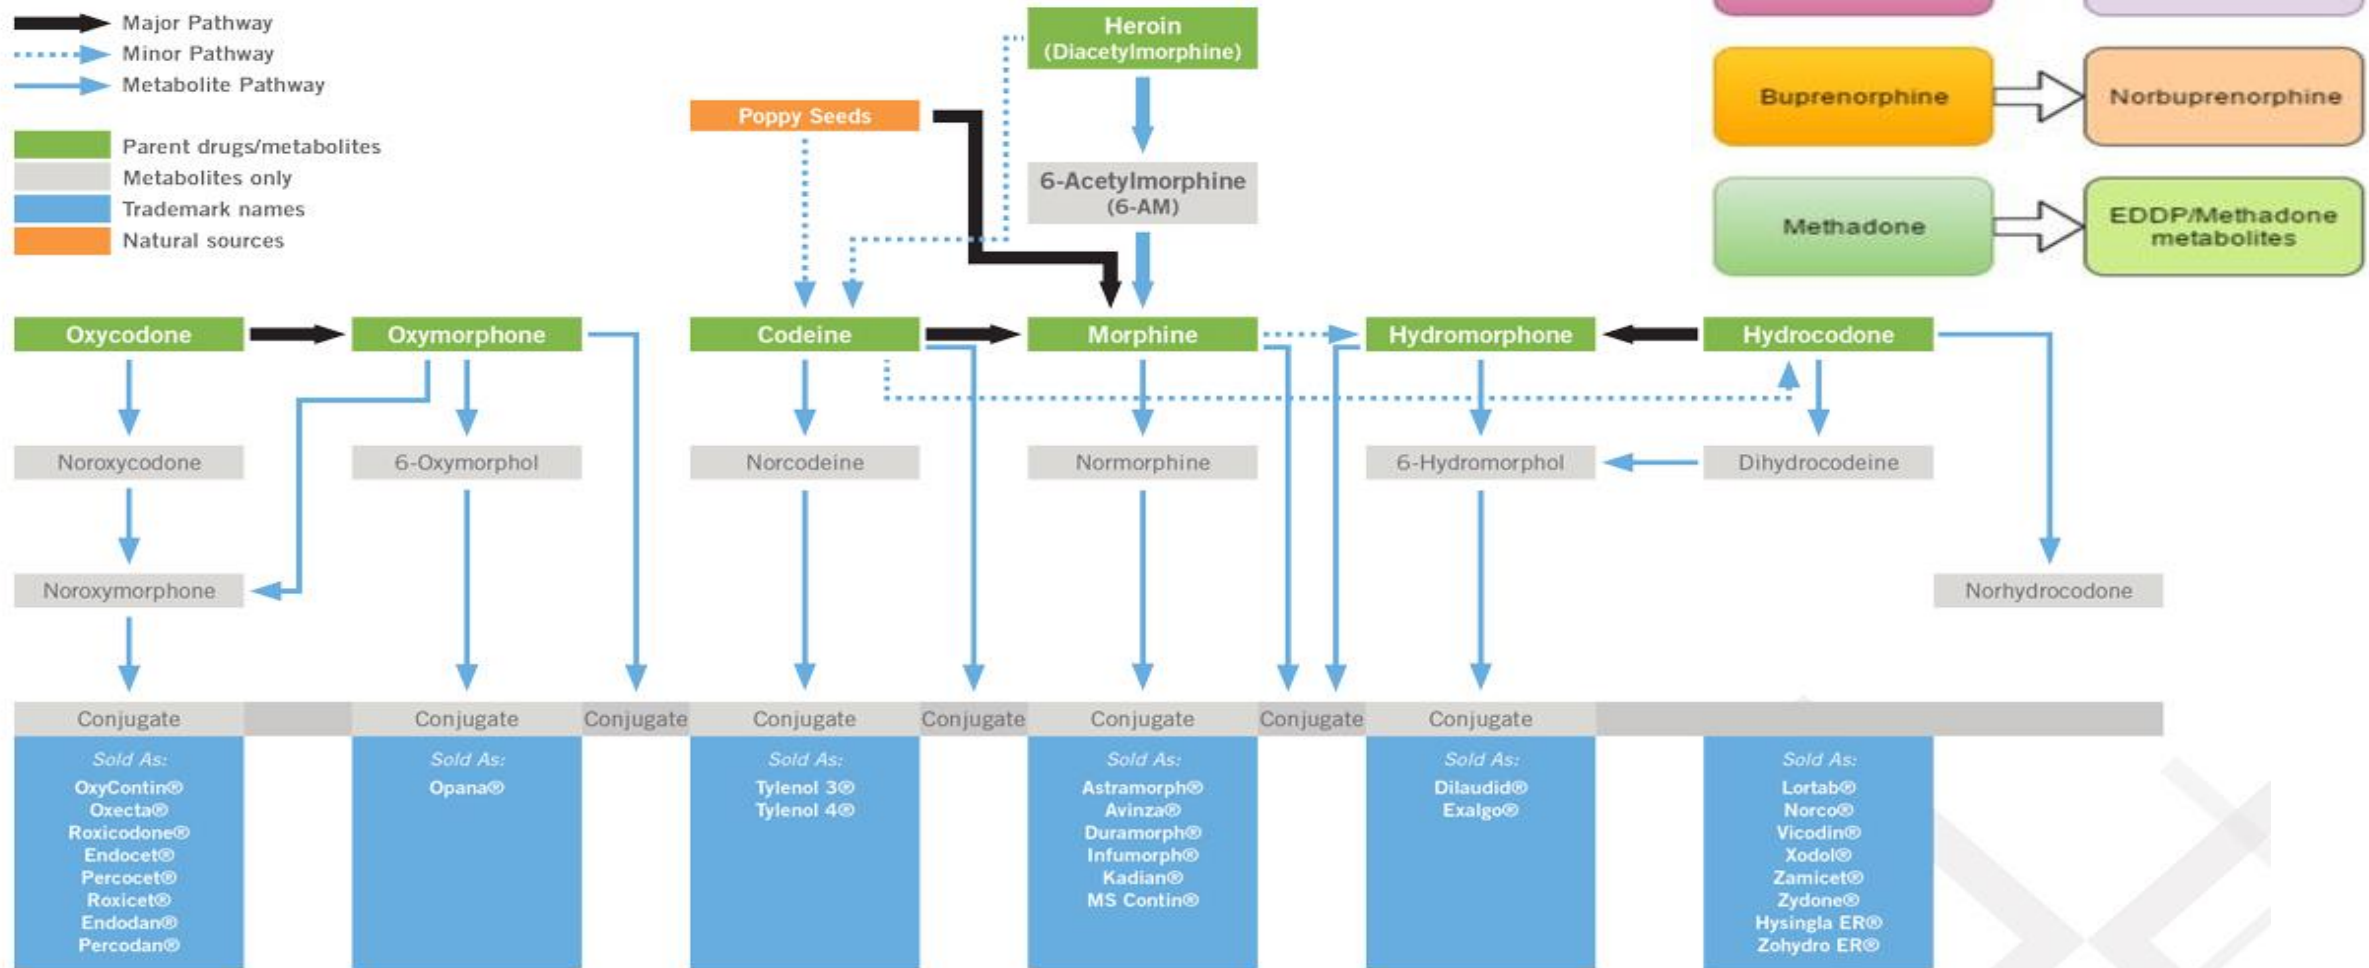 Major Pathway
Minor Pathway
Metabolite Pathway
Parent drugs/metabolites
Metabolites only
Trademark names
Natural sources
Heroin
(Diacetylmorphine)
Poppy Seeds
6-Acetylmorphine
(6-AM)
Buprenorphine
Norbuprenorphine
Methadone
EDDP/Methadone
metabolites
Oxycodone
Oxymorphone
Codeine
Morphine
Hydromorphone
Hydrocodone
Noroxycodone
6-Oxymorphol
Norcodeine
Normorphine
6-Hydromorphol
Dihydrocodeine
Noroxymorphone
Norhydrocodone
Conjugate
Conjugate
Conjugate
Conjugate
Conjugate
Conjugate
Conjugate
Conjugate
Sold As:
OxyContin®
Oxecta®
Roxicodone®
Endocet®
Percocet®
Roxicet®
Endodan®
Percodan®
Sold As:
Opana®
Sold As:
Tylenol 3®
Tylenol 4®
Sold As:
Astramorph®
Avinza®
Duramorph®
Infumorph®
Kadian®
MS Contin®
Sold As:
Dilaudid®
Exalgo®
Sold As:
Lortab®
Norco®
Vicodin®
Xodol®
Zamicet®
Zydone®
Hysingla ER®
Zohydro ER®